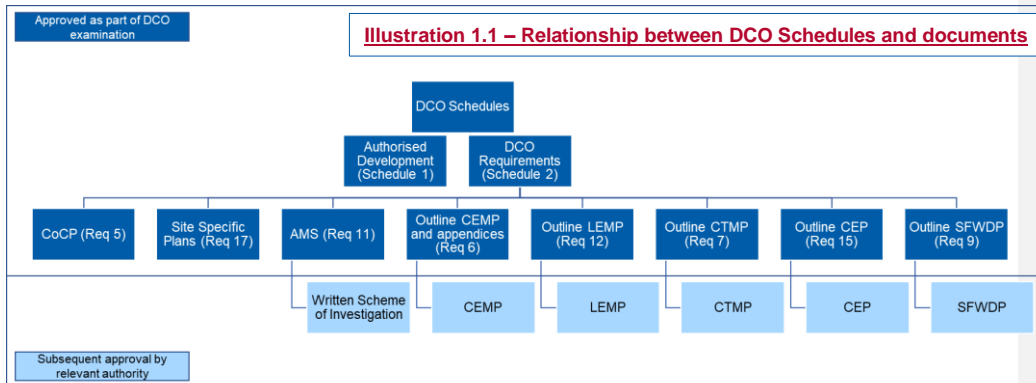 Approved as part of DCO
examination
Illustration 1.1 – Relationship between DCO Schedules and documents
DCO Schedules
Authorised
Development
(Schedule 1)
DCO
Requirements
(Schedule 2)
CoCP (Req 5)
Site Specific
Plans (Req 17)
AMS (Req 11)
Outline CEMP
and appendices
(Req 6)
Outline LEMP
(Req 12)
Outline CTMP
(Req 7)
Outline CEP
(Req 15)
Outline SFWDP
(Req 9)
Written Scheme
of Investigation
CEMP
LEMP
CTMP
CEP
SFWDP
Subsequent approval by
relevant authority